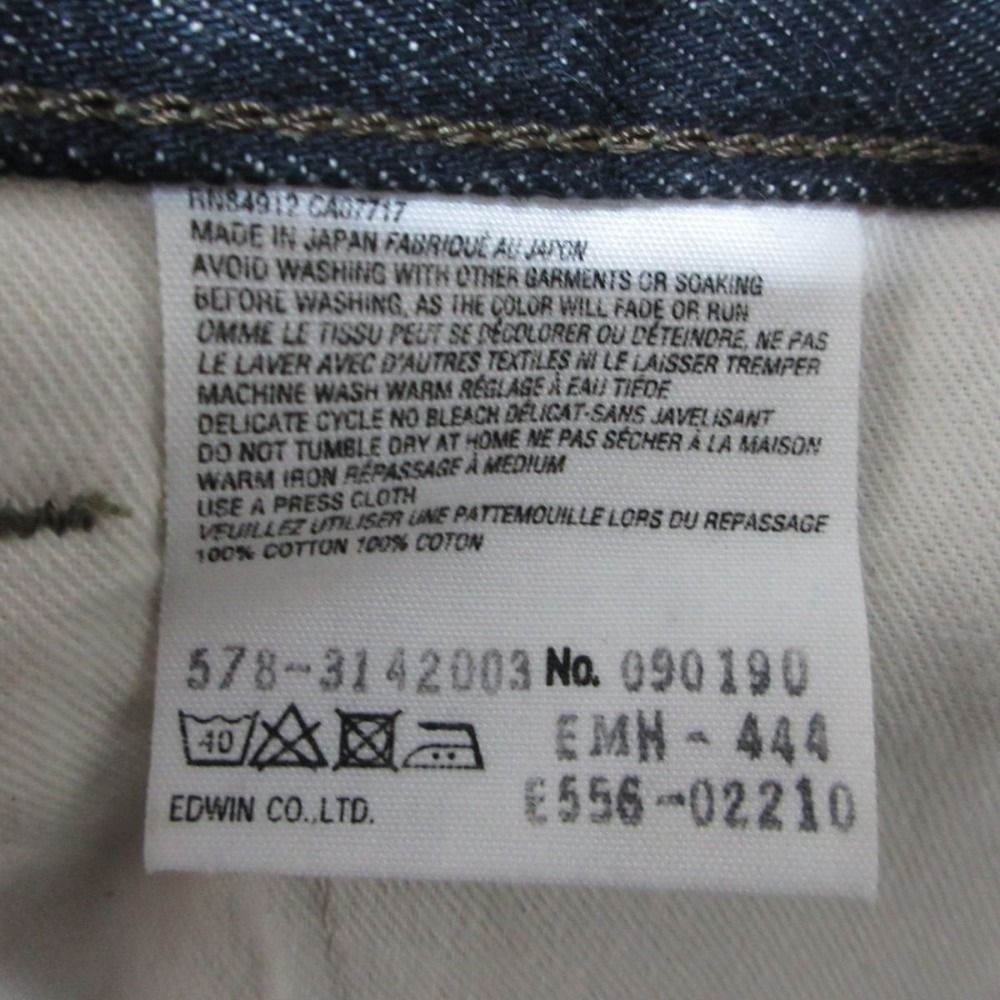 RN84912 CA07717
MADE IN JAPAN FABRIQUÉ AU JAPON
AVOID WASHING WITH OTHER GARMENTS OR SOAKING
BEFORE WASHING, AS THE COLOR WILL FADE OR RUN
OMME LE TISSU PEUT SE DÉCOLORER OU DÉTEINDRE, NE PAS
LE LAVER AVEC D'AUTRES TEXTILES NI LE LAISSER TREMPER
MACHINE WASH WARM RÉGLAGE À EAU TIÈDE
DELICATE CYCLE NO BLEACH DÉLICAT-SANS JAVELISANT
DO NOT TUMBLE DRY AT HOME NE PAS SÉCHER À LA MAISON
WARM IRON RÉPASSAGE À MEDIUM
USE A PRESS CLOTH
VEUILLEZ UTILISER UNE PATTEMOUILLE LORS DU REPASSAGE
100% COTTON 100% COTON
578-3142003 No. 090190
40 EMH - 444
EDWIN CO.,LTD. E556-02210